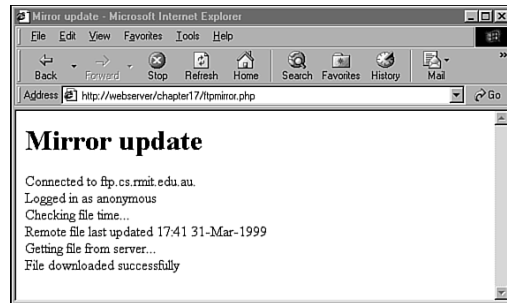 Mirror update - Microsoft Internet Explorer
File Edit View Favorites Tools Help
Back Forward Stop Refresh Home Search Favorites History Mail »
Address http://webserver/chapter17/ftpmirror.php Go
Mirror update
Connected to ftp.cs.rmit.edu.au.
Logged in as anonymous
Checking file time...
Remote file last updated 17:41 31-Mar-1999
Getting file from server...
File downloaded successfully